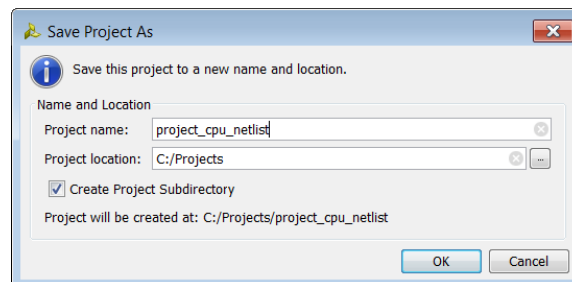 Save Project As
Save this project to a new name and location.
Name and Location
Project name: project_cpu_netlist
Project location: C:/Projects ...
Create Project Subdirectory
Project will be created at: C:/Projects/project_cpu_netlist
OK Cancel